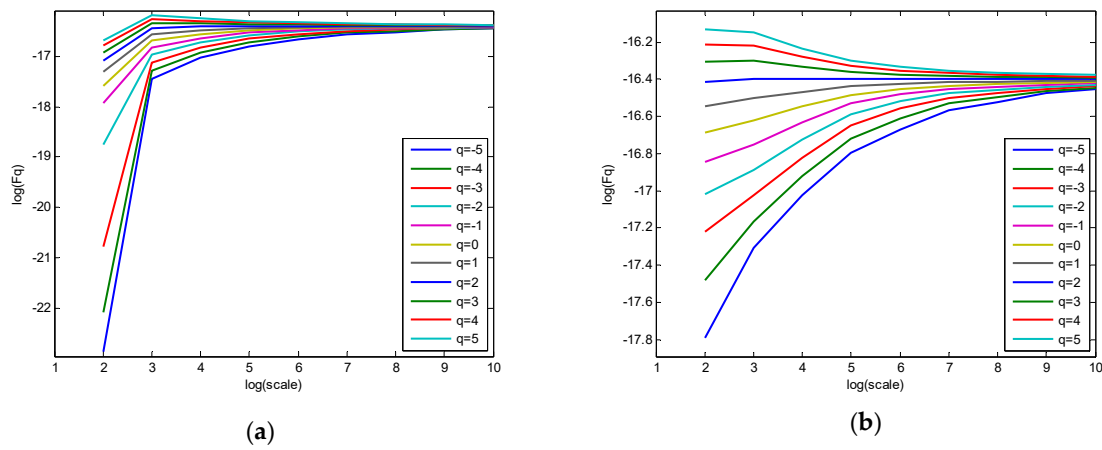 -17
-18
-19
-20
-21
-22
log(Fq)
1 2 3 4 5 6 7 8 9 10
log(scale)
q=-5
q=-4
q=-3
q=-2
q=-1
q=0
q=1
q=2
q=3
q=4
q=5
(a)
-16.2
-16.4
-16.6
-16.8
-17
-17.2
-17.4
-17.6
-17.8
log(Fq)
1 2 3 4 5 6 7 8 9 10
log(scale)
q=-5
q=-4
q=-3
q=-2
q=-1
q=0
q=1
q=2
q=3
q=4
q=5
(b)